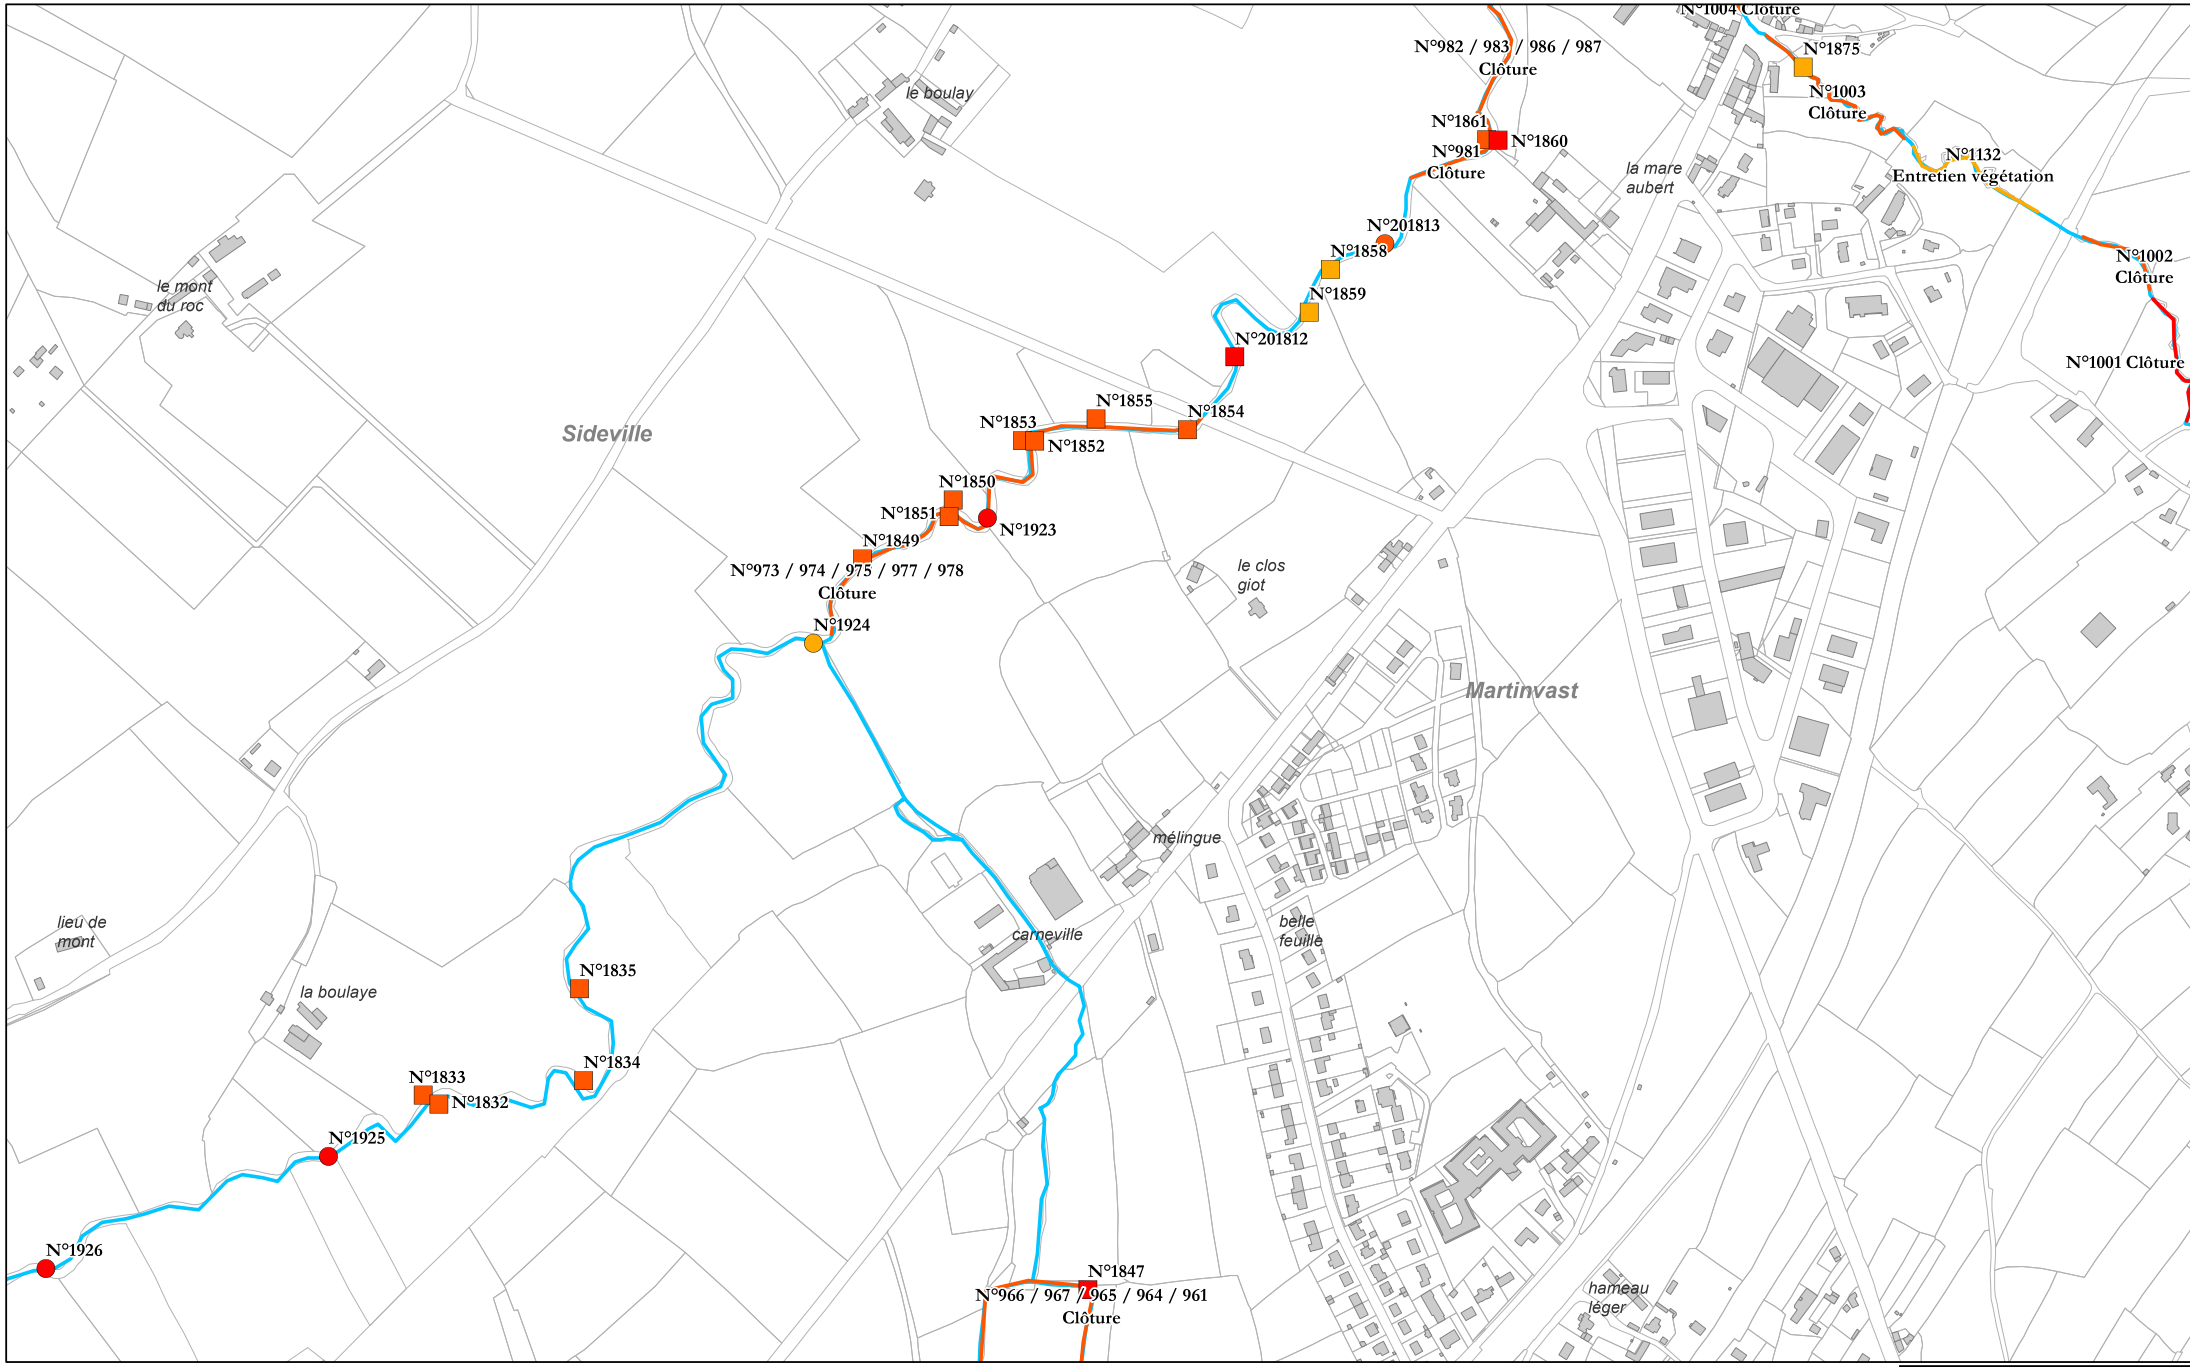 N°1004 Clôture
N°982 / 983 / 986 / 987
Clôture
N°1875
le boulay
N°1003
Clôture
N°1861
N°1860
N°981
Clôture
la mare
aubert
N°1132
Entretien végétation
N°201813
N°1858
N°1002
Clôture
le mont
du roc
N°1859
N°201812
N°1001 Clôture
N°1855
N°1854
N°1853
N°1852
Sideville
N°1850
N°1851
N°1923
N°1849
N°973 / 974 / 975 / 977 / 978
Clôture
le clos
giot
N°1924
Martinvast
mélingue
lieu de
mont
carneville
belle
feuille
N°1835
la boulaye
N°1834
N°1833
N°1832
N°1925
N°1926
N°1847
N°966 / 967 / 965 / 964 / 961
Clôture
hameau
léger